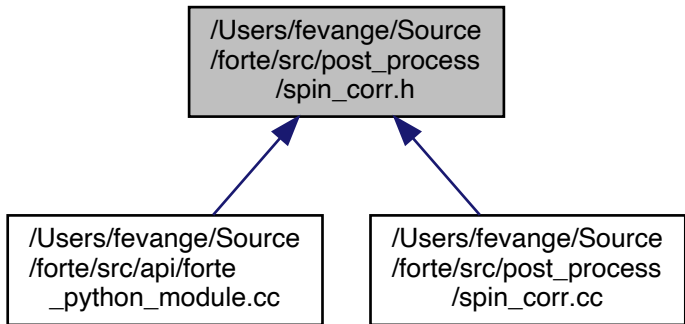 /Users/fevange/Source
/forte/src/post_process
/spin_corr.h
/Users/fevange/Source
/forte/src/api/forte
_python_module.cc
/Users/fevange/Source
/forte/src/post_process
/spin_corr.cc